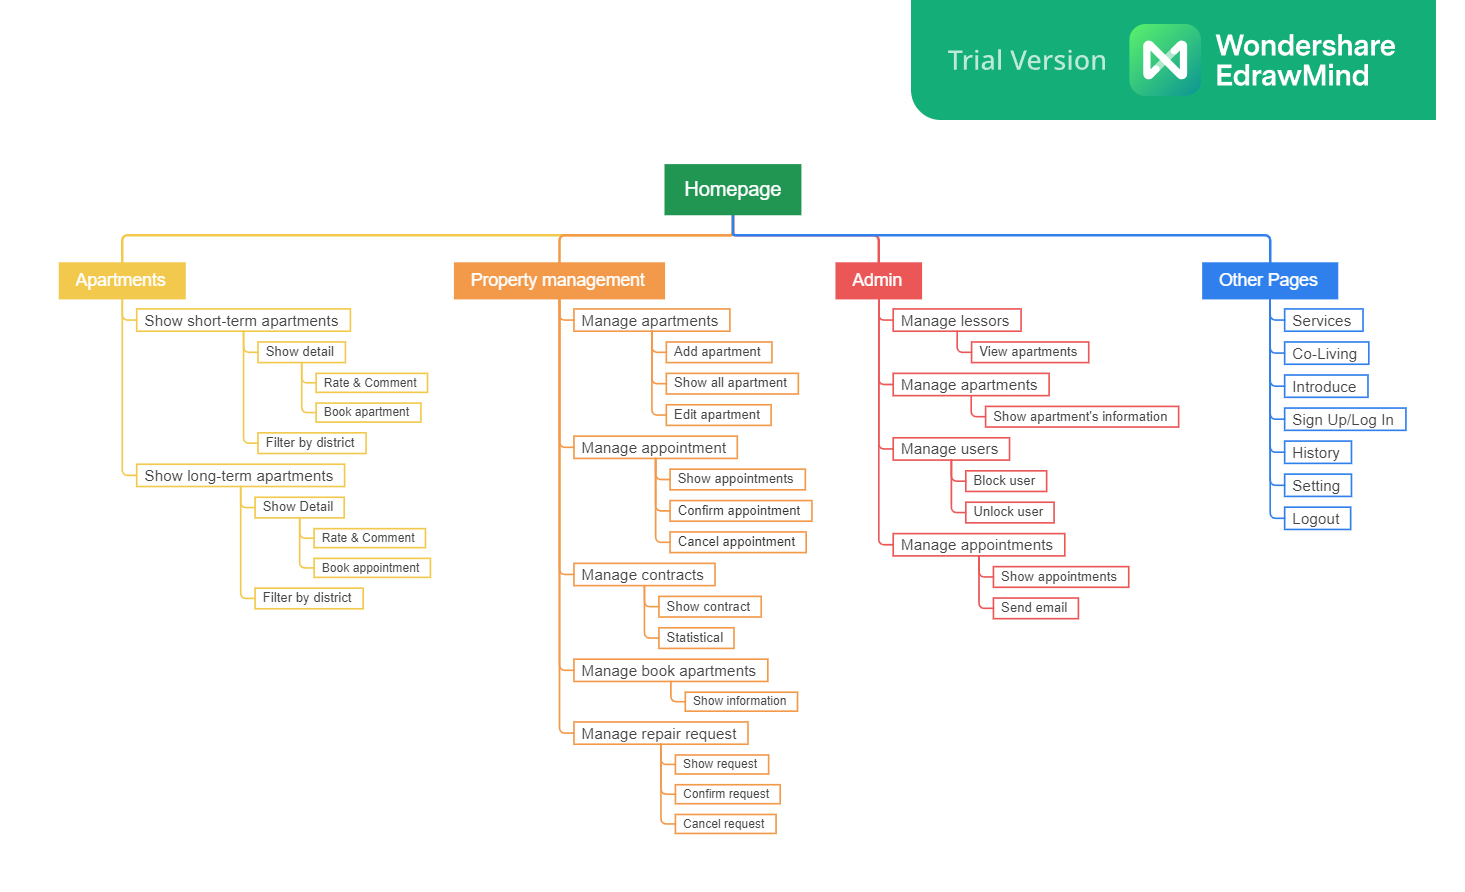 Trial Version
Wondershare
EdrawMind
Homepage
Apartments
Show short-term apartments
Show detail
Rate & Comment
Book apartment
Filter by district
Show long-term apartments
Show Detail
Rate & Comment
Book appointment
Filter by district
Property management
Manage apartments
Add apartment
Show all apartment
Edit apartment
Manage appointment
Show appointments
Confirm appointment
Cancel appointment
Manage contracts
Show contract
Statistical
Manage book apartments
Show information
Manage repair request
Show request
Confirm request
Cancel request
Admin
Manage lessors
View apartments
Manage apartments
Show apartment's information
Manage users
Block user
Unlock user
Manage appointments
Show appointments
Send email
Other Pages
Services
Co-Living
Introduce
Sign Up/Log In
History
Setting
Logout